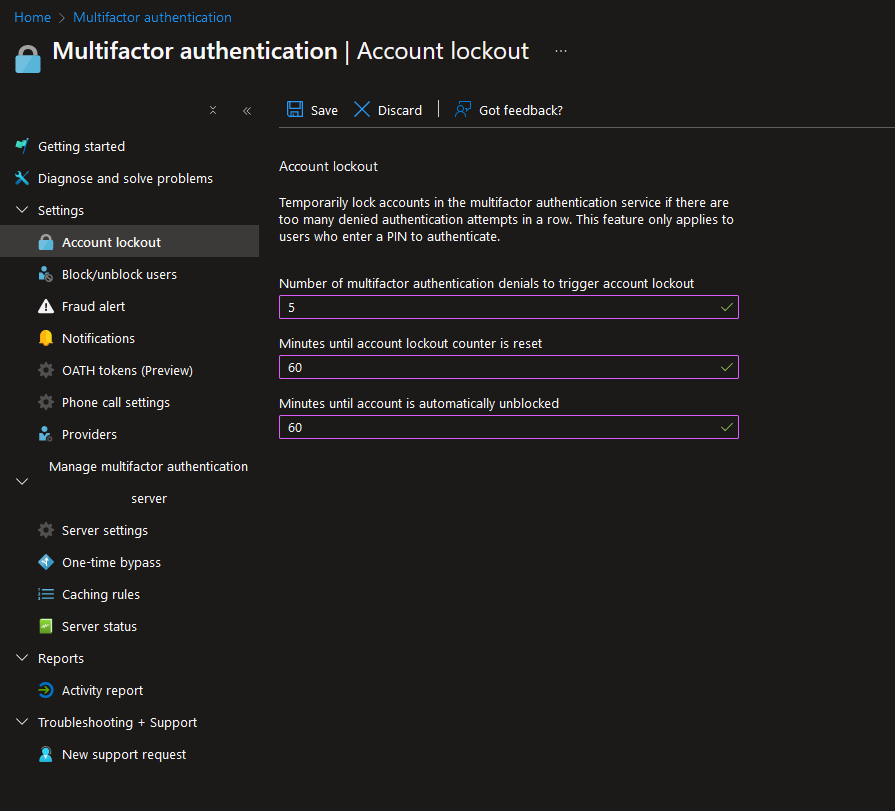 Home > Multifactor authentication
Multifactor authentication | Account lockout ...
Save Discard | Got feedback?
Getting started
Diagnose and solve problems
Settings
Account lockout
Block/unblock users
Fraud alert
Notifications
OATH tokens (Preview)
Phone call settings
Providers
Manage multifactor authentication
server
Server settings
One-time bypass
Caching rules
Server status
Reports
Activity report
Troubleshooting + Support
New support request
Account lockout
Temporarily lock accounts in the multifactor authentication service if there are
too many denied authentication attempts in a row. This feature only applies to
users who enter a PIN to authenticate.
Number of multifactor authentication denials to trigger account lockout
5
Minutes until account lockout counter is reset
60
Minutes until account is automatically unblocked
60